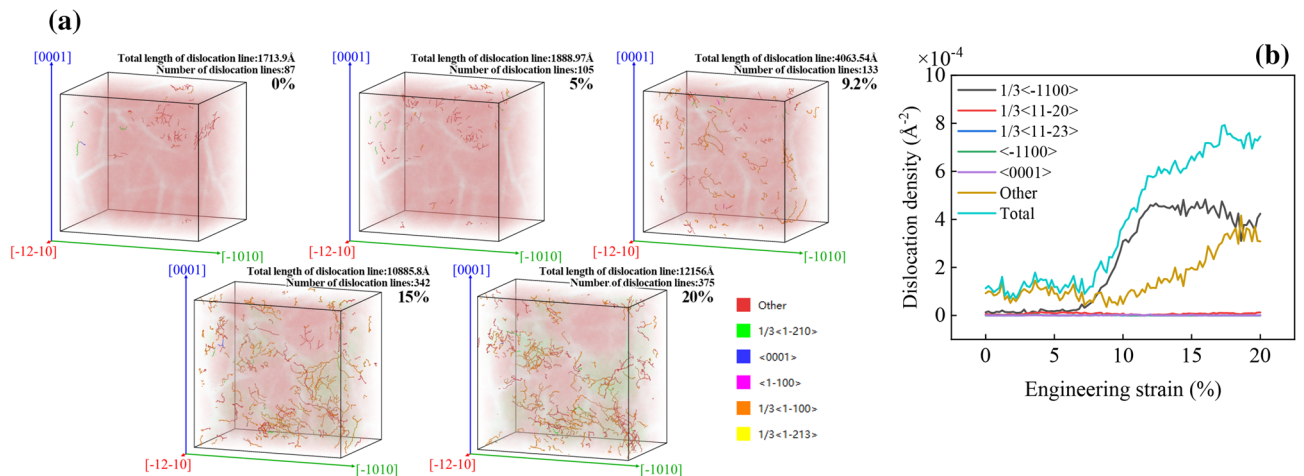 (a)
[0001]
Total length of dislocation line:1713.9Å
Number of dislocation lines:87
0%
[-12-10]
[-1010]
[0001]
Total length of dislocation line:1888.97Å
Number of dislocation lines:105
5%
[-12-10]
[-1010]
[0001]
Total length of dislocation line:4063.54Å
Number of dislocation lines:133
9.2%
[-12-10]
[-1010]
[0001]
Total length of dislocation line:10885.8Å
Number of dislocation lines:342
15%
[-12-10]
[-1010]
[0001]
Total length of dislocation line:12156Å
Number of dislocation lines:375
20%
[-12-10]
[-1010]
Other
1/3<1-210>
<0001>
<1-100>
1/3<1-100>
1/3<1-213>
(b)
×10⁻⁴
10
8
6
4
2
0
Dislocation density (Å⁻²)
1/3<-1100>
1/3<11-20>
1/3<11-23>
<-1100>
<0001>
Other
Total
0 5 10 15 20
Engineering strain (%)